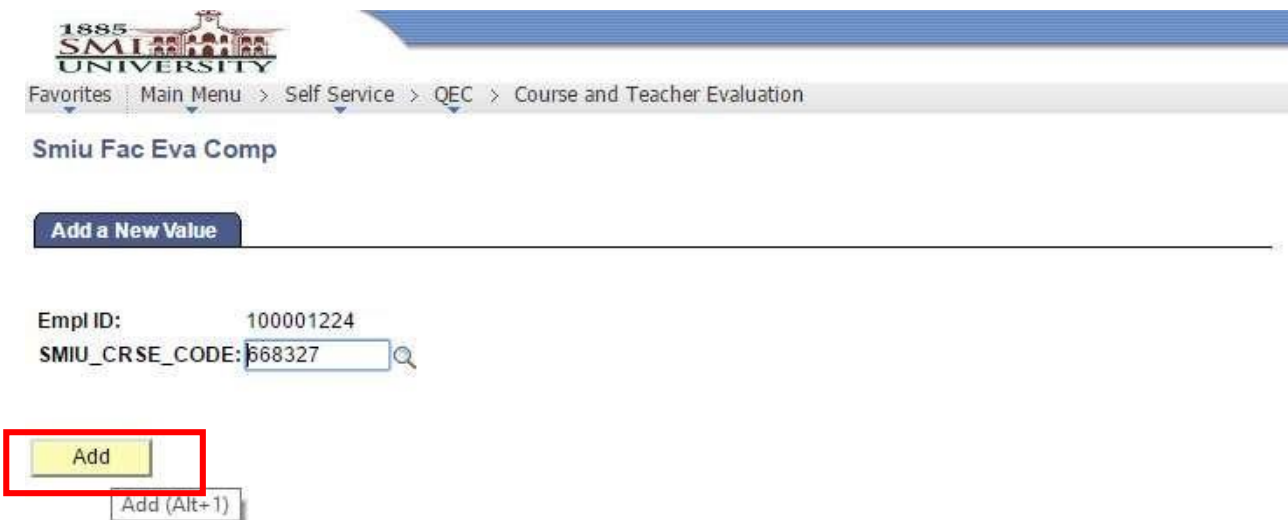 1885
SMI
UNIVERSITY
Favorites Main Menu > Self Service > QEC > Course and Teacher Evaluation
Smiu Fac Eva Comp
Add a New Value
Empl ID: 100001224
SMIU_CRSE_CODE: 668327
Add
Add (Alt+1)